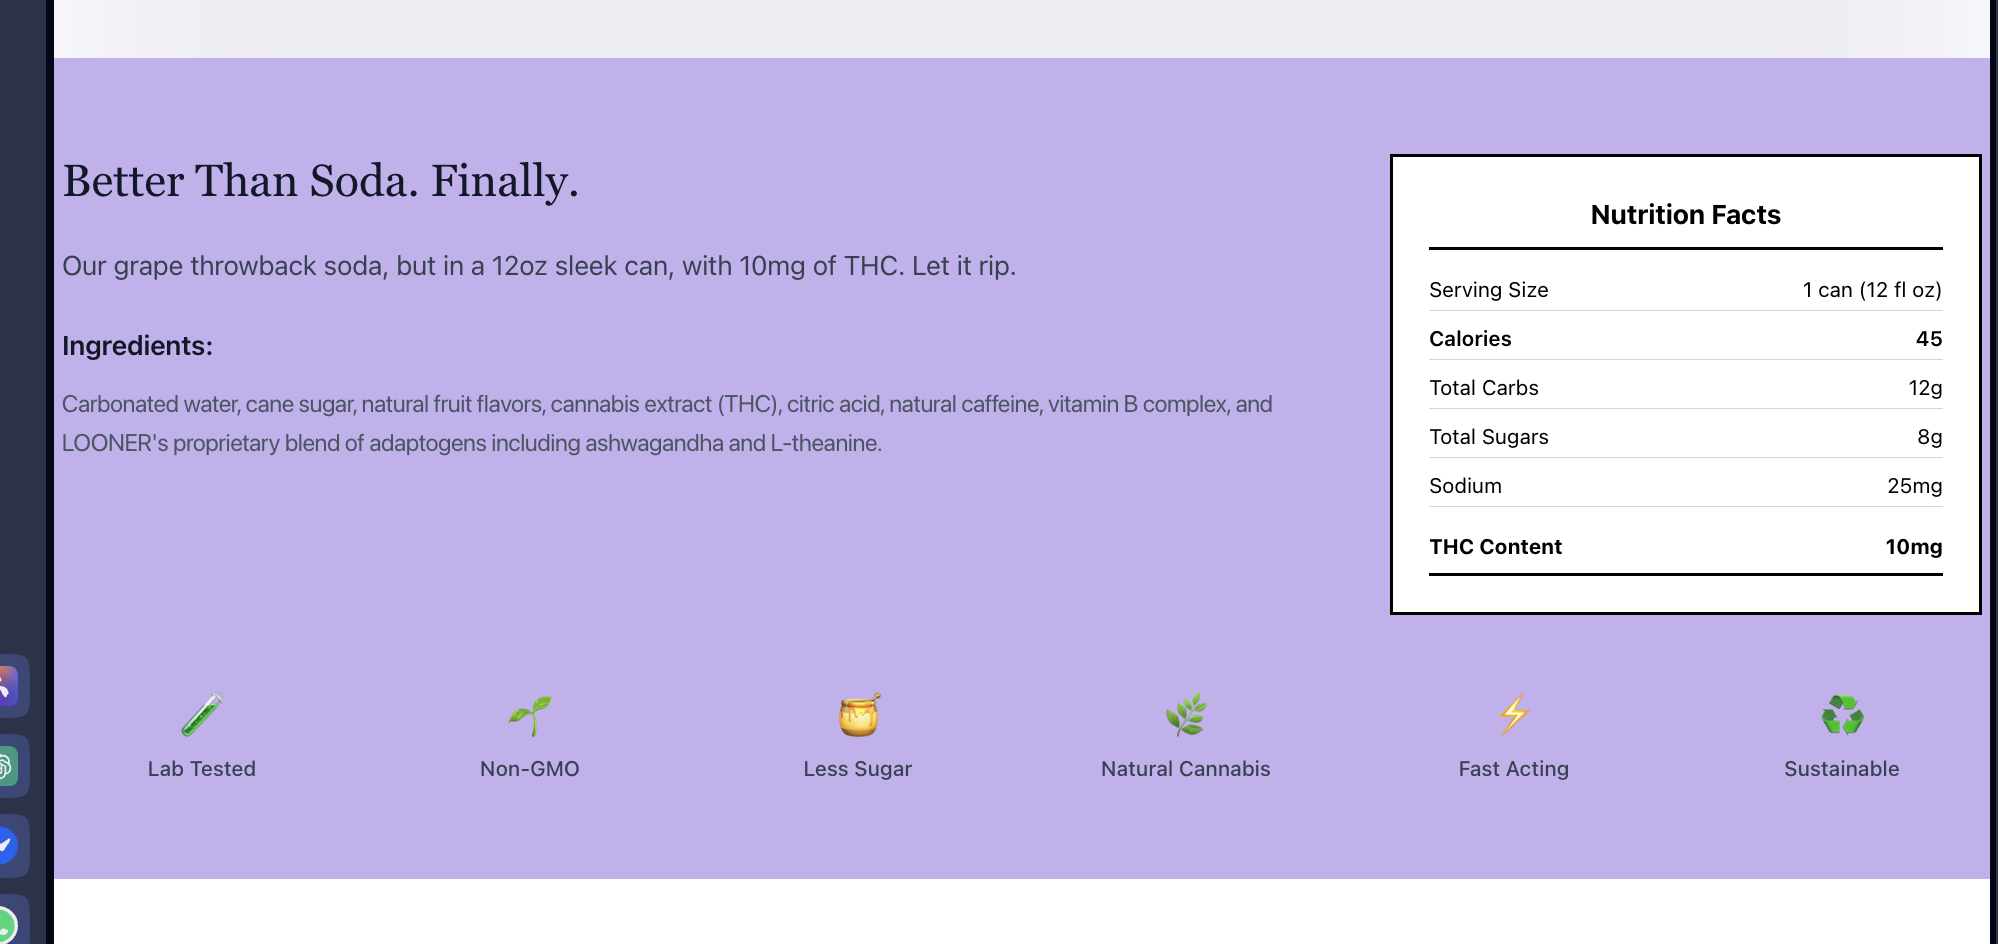 Better Than Soda. Finally.
Our grape throwback soda, but in a 12oz sleek can, with 10mg of THC. Let it rip.
Ingredients:
Carbonated water, cane sugar, natural fruit flavors, cannabis extract (THC), citric acid, natural caffeine, vitamin B complex, and
LOONER's proprietary blend of adaptogens including ashwagandha and L-theanine.
Nutrition Facts
Serving Size 1 can (12 fl oz)
Calories 45
Total Carbs 12g
Total Sugars 8g
Sodium 25mg
THC Content 10mg
Lab Tested
Non-GMO
Less Sugar
Natural Cannabis
Fast Acting
Sustainable